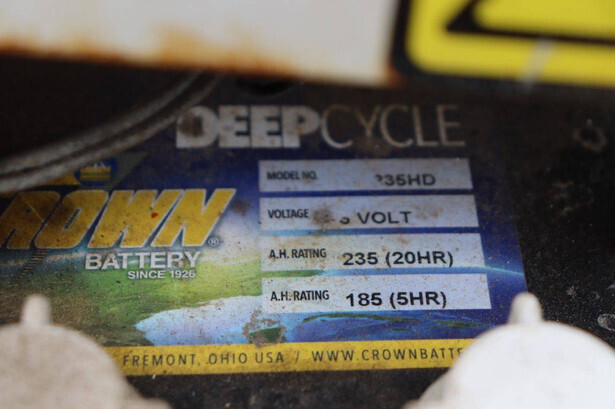 DEEPCYCLE
MODEL NO. 35HD
VOLTAGE VOLT
A.H. RATING 235 (20HR)
A.H. RATING 185 (5HR)
ROWN®
BATTERY
SINCE 1926
FREMONT, OHIO USA / WWW.CROWNBATTE